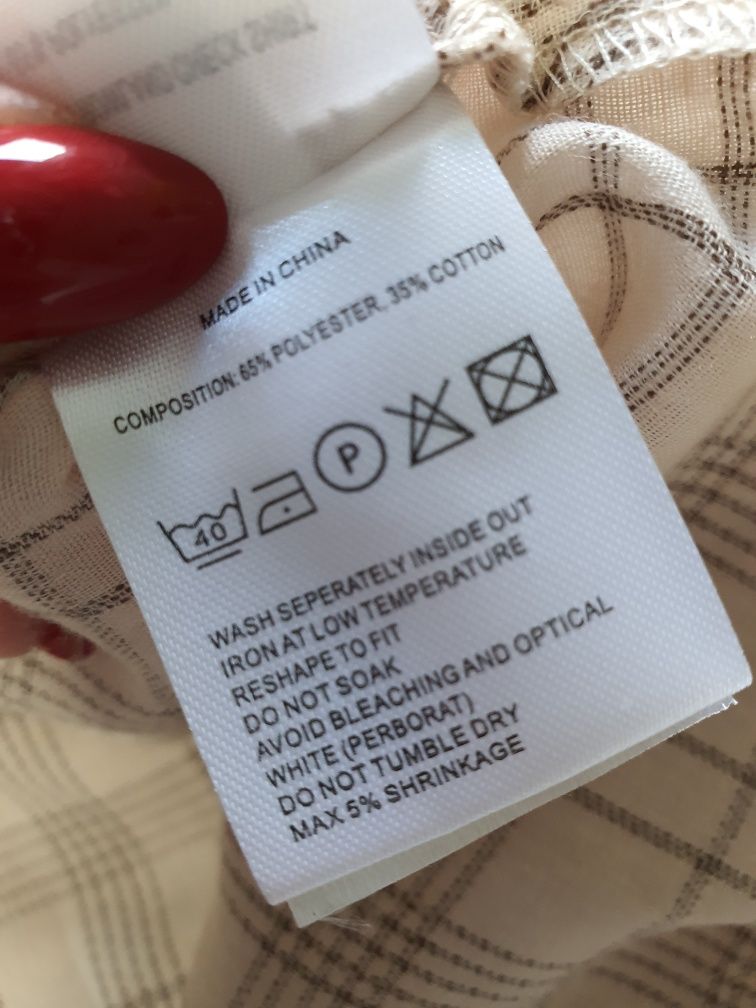 MADE IN CHINA
COMPOSITION: 65% POLYESTER, 35% COTTON
40
P
WASH SEPERATELY INSIDE OUT
IRON AT LOW TEMPERATURE
RESHAPE TO FIT
DO NOT SOAK
AVOID BLEACHING AND OPTICAL
WHITE (PERBORAT)
DO NOT TUMBLE DRY
MAX 5% SHRINKAGE